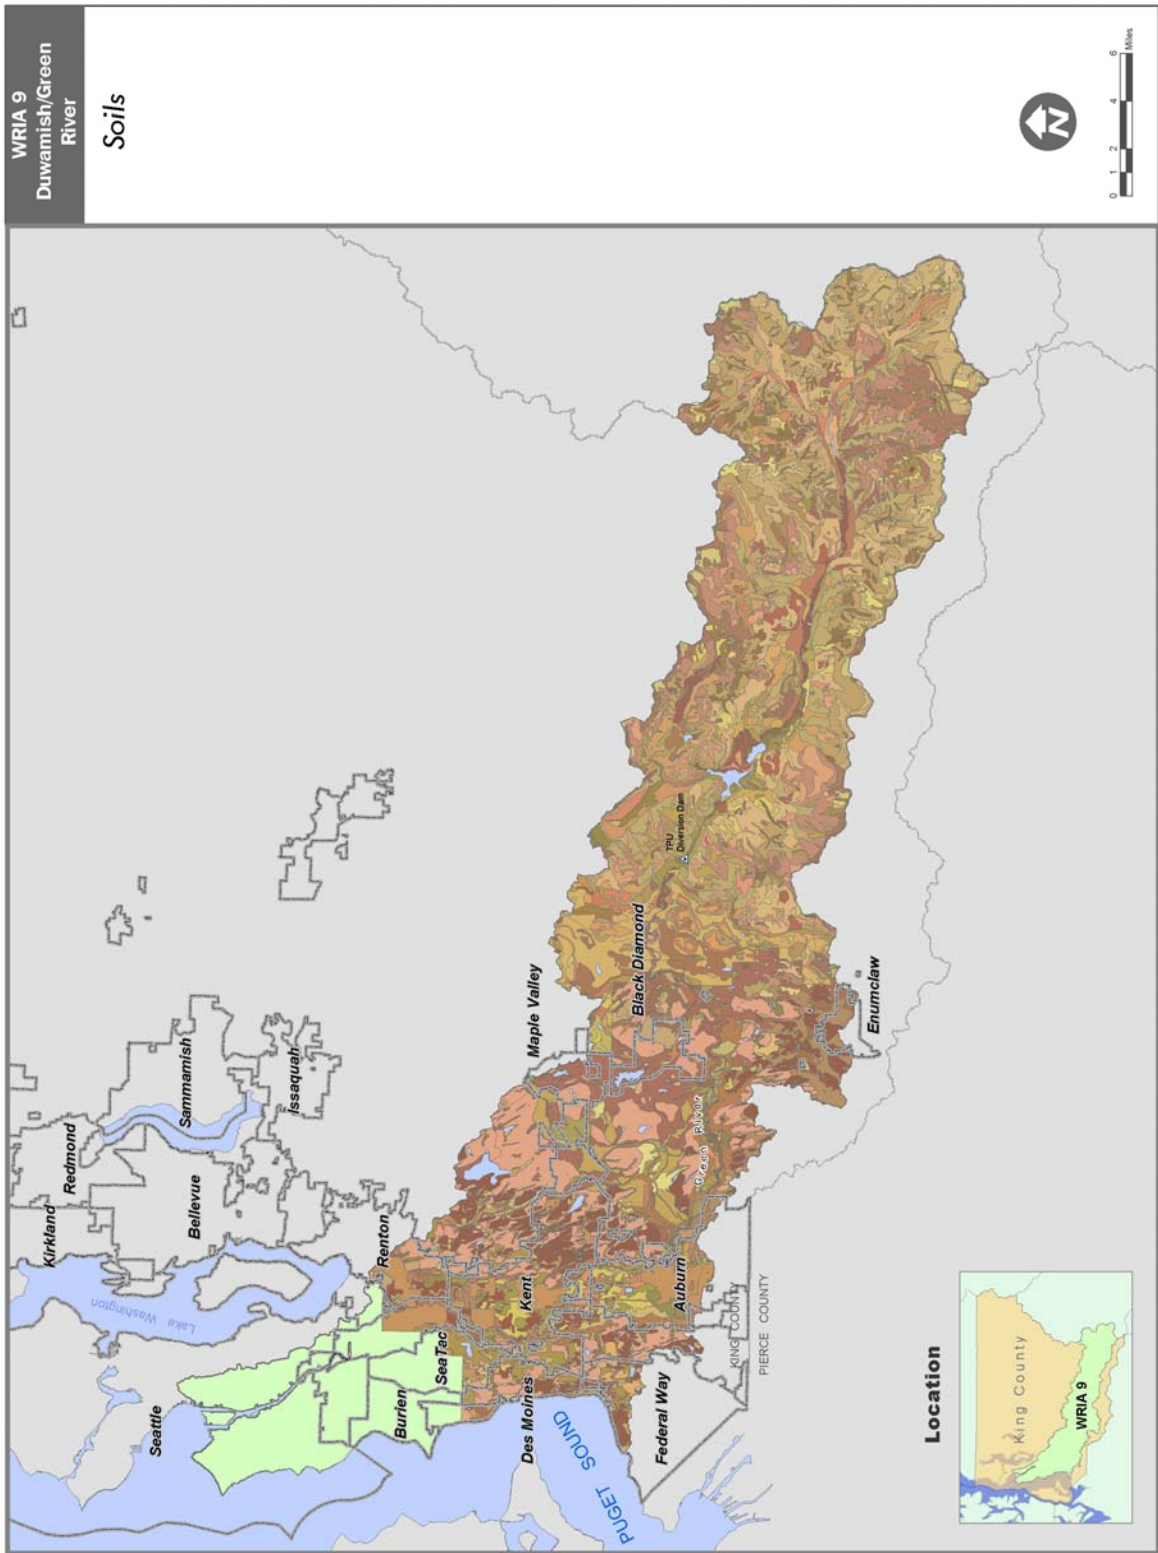 WRIA 9
Duwamish/Green
River
Soils
N
0 1 2 4 6
Miles
Kirkland
Redmond
Sammamish
Bellevue
Issaquah
Lake Washington
Seattle
Renton
Burien
SeaTac
Maple Valley
Des Moines
Kent
PUGET SOUND
Black Diamond
TPU
Diversion Dam
Green River
Federal Way
Auburn
Enumclaw
KING COUNTY
PIERCE COUNTY
Location
King County
WRIA 9